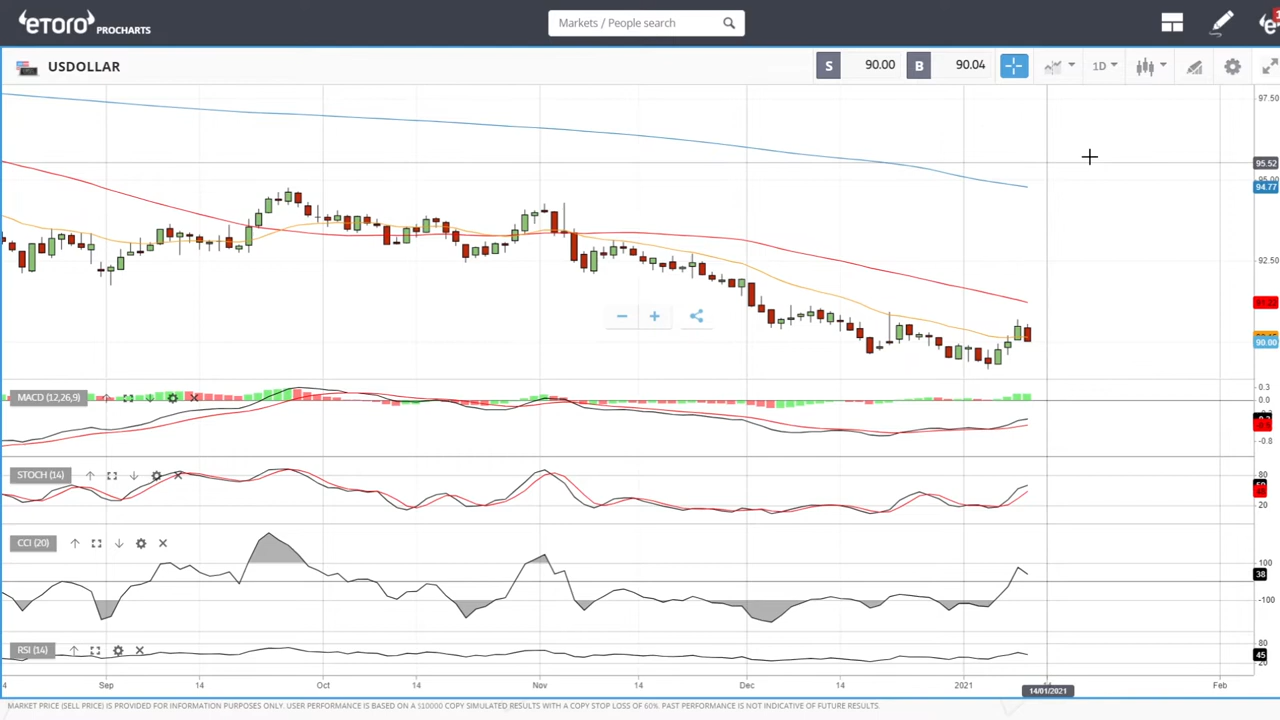 eTORO PROCHARTS
Markets / People search
USDOLLAR
S 90.00 B 90.04
1D
97.50
95.52
95.00
94.77
92.50
90.00
MACD (12,26,9)
0.3
0.0
-0.8
STOCH (14)
80
20
CCI (20)
100
38
-100
RSI (14)
80
45
Sep 14 Oct 14 Nov 14 Dec 14 2021 Feb
14/01/2021
MARKET PRICE (SELL PRICE) IS PROVIDED FOR INFORMATION PURPOSES ONLY. USER PERFORMANCE IS BASED ON A $10000 COPY SIMULATED RESULTS WITH A COPY STOP LOSS OF 60%. PAST PERFORMANCE IS NOT INDICATIVE OF FUTURE RESULTS.